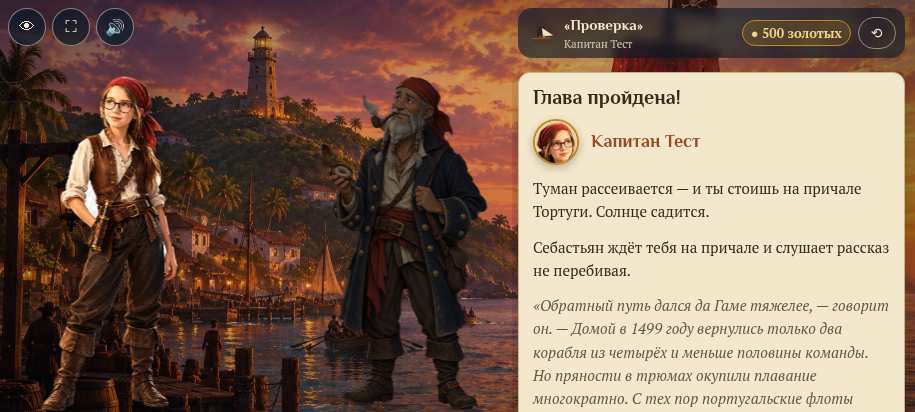 «Проверка»
Капитан Тест
● 500 золотых
Глава пройдена!
Капитан Тест
Туман рассеивается — и ты стоишь на причале
Тортуги. Солнце садится.
Себастьян ждёт тебя на причале и слушает рассказ
не перебивая.
«Обратный путь дался да Гаме тяжелее, — говорит
он. — Домой в 1499 году вернулись только два
корабля из четырёх и меньше половины команды.
Но пряности в трюмах окупили плавание
многократно. С тех пор португальские флоты